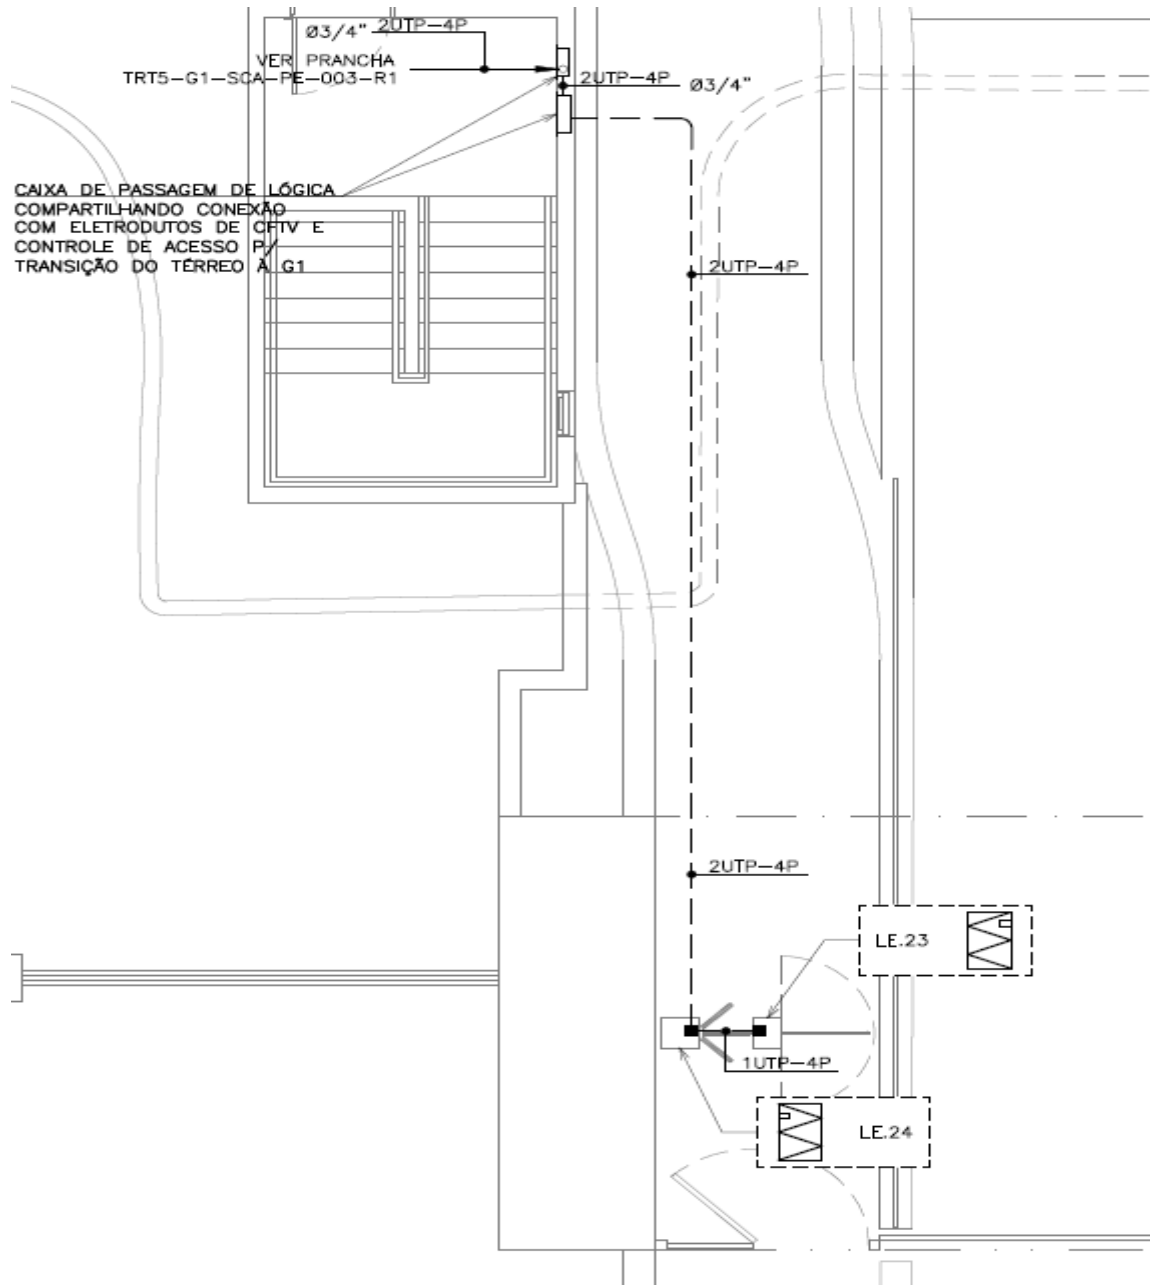 Ø3/4" 2UTP-4P
VER PRANCHA
TRT5-G1-SCA-PE-003-R1
2UTP-4P Ø3/4"
CAIXA DE PASSAGEM DE LÓGICA
COMPARTILHANDO CONEXÃO
COM ELETRODUTOS DE CFTV E
CONTROLE DE ACESSO P/
TRANSIÇÃO DO TÉRREO À G1
2UTP-4P
2UTP-4P
LE.23
1UTP-4P
LE.24